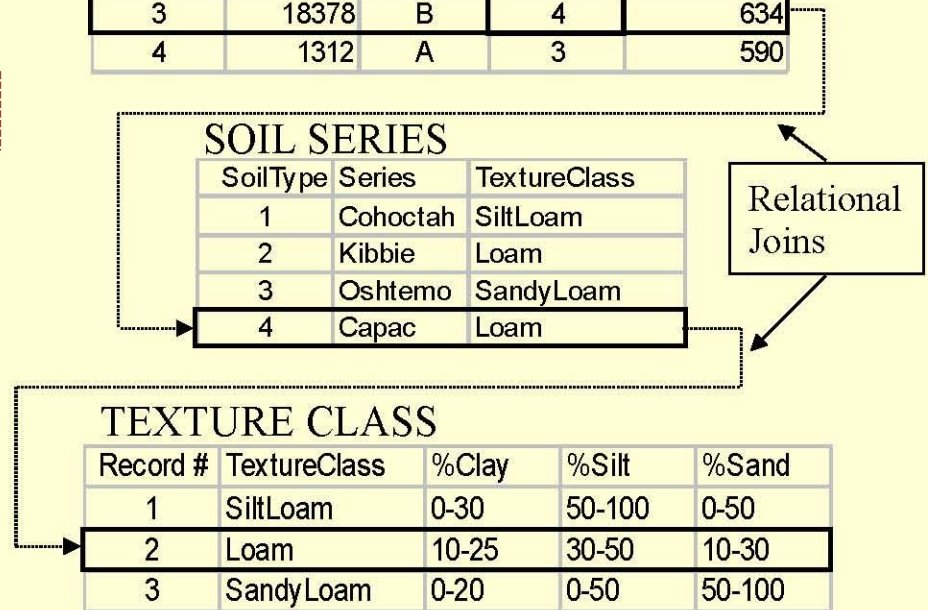 3 18378 B 4 634
4 1312 A 3 590
SOIL SERIES
SoilType Series TextureClass
1 Cohoctah SiltLoam
2 Kibbie Loam
3 Oshtemo SandyLoam
4 Capac Loam
Relational
Joins
TEXTURE CLASS
Record # TextureClass %Clay %Silt %Sand
1 SiltLoam 0-30 50-100 0-50
2 Loam 10-25 30-50 10-30
3 SandyLoam 0-20 0-50 50-100